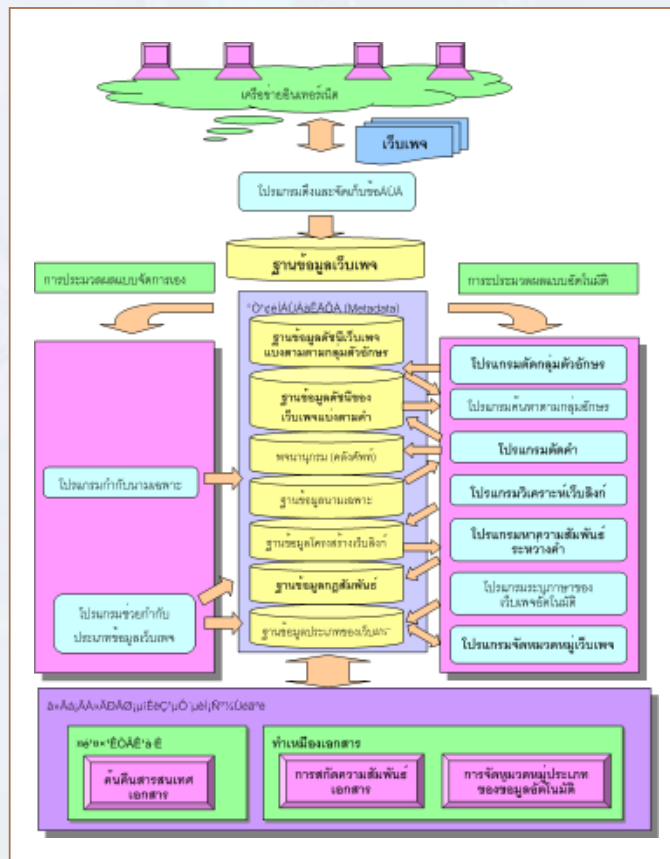 เครือข่ายอินเทอร์เน็ต
เว็บเพจ
โปรแกรมดึงและจัดเก็บข้อÁÙÅ
ฐานข้อมูลเว็บเพจ
การประมวลผลแบบจัดการเอง
การะประมวลผลแบบอัตโนมัติ
(Metadata)
ฐานข้อมูลดัชนีเว็บเพจ
แบ่งตามตามกลุ่มตัวอักษร
ฐานข้อมูลดัชนีของ
เว็บเพจแบ่งตามคำ
พจนานุกรม (คลังศัพท์)
ฐานข้อมูลนามเฉพาะ
ฐานข้อมูลโครงสร้างเว็บลิงก์
ฐานข้อมูลกฎสัมพันธ์
ฐานข้อมูลประเภทของเว็บ
โปรแกรมกำกับนามเฉพาะ
โปรแกรมช่วยกำกับ
ประเภทข้อมูลเว็บเพจ
โปรแกรมตัดกลุ่มตัวอักษร
โปรแกรมค้นหาตามกลุ่มอักษร
โปรแกรมตัดคำ
โปรแกรมวิเคราะห์เว็บลิงก์
โปรแกรมหาความสัมพันธ์
ระหว่างคำ
โปรแกรมระบุภาษาของ
เว็บเพจอัตโนมัติ
โปรแกรมจัดหมวดหมู่เว็บเพจ
ค้นคืนสารสนเทศ
เอกสาร
ทำเหมืองเอกสาร
การสกัดความสัมพันธ์
เอกสาร
การจัดหมวดหมู่ประเภท
ของข้อมูลอัตโนมัติ